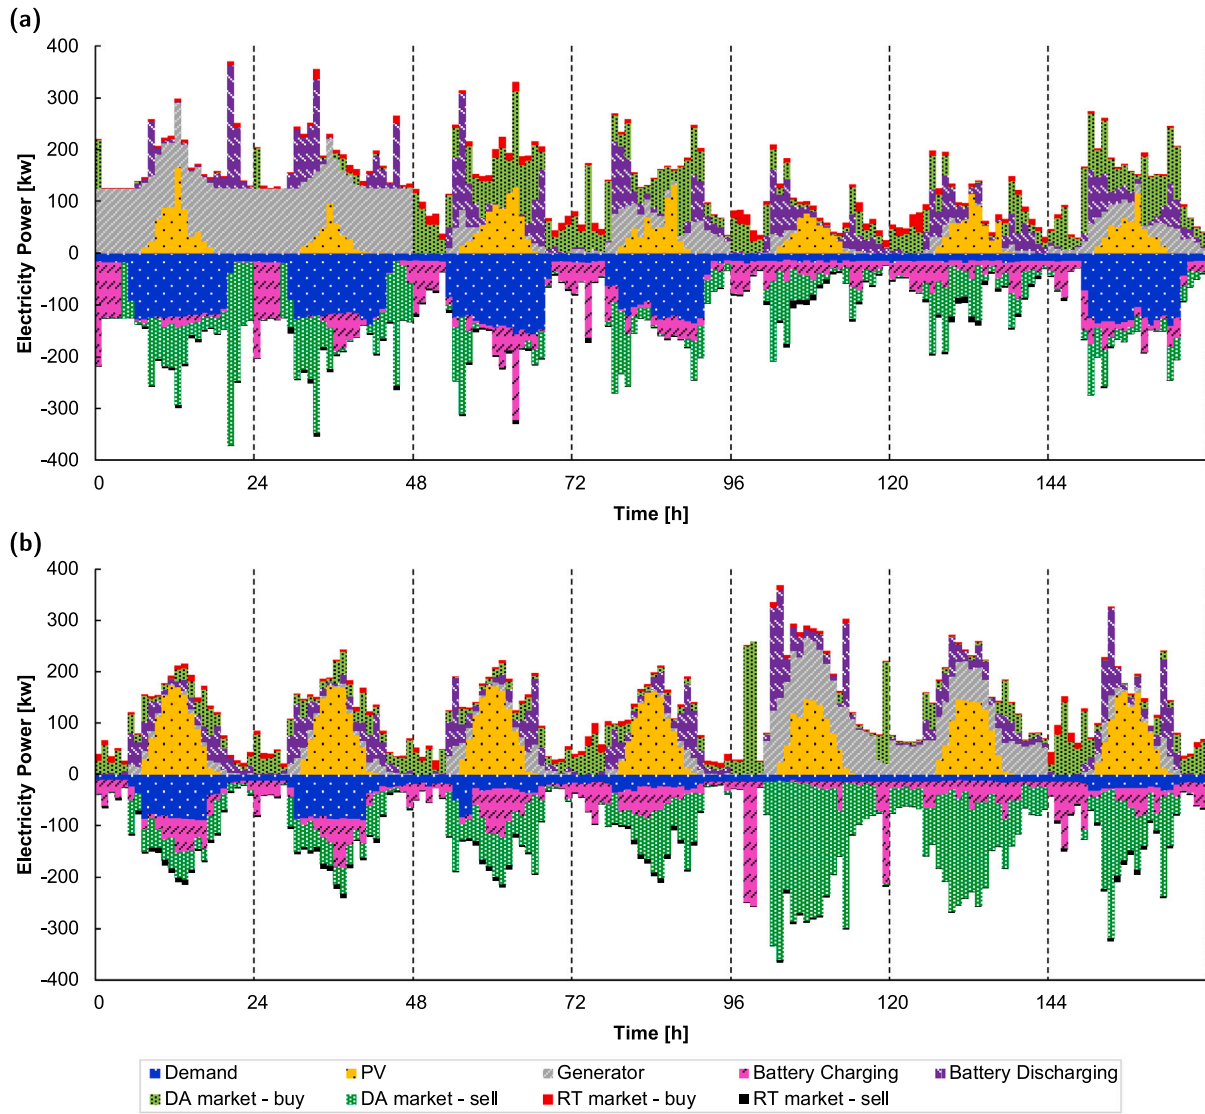 (a)
400
300
200
100
0
-100
-200
-300
-400
Electricity Power [kw]
0 24 48 72 96 120 144
Time [h]
(b)
400
300
200
100
0
-100
-200
-300
-400
Electricity Power [kw]
0 24 48 72 96 120 144
Time [h]
Demand PV Generator Battery Charging Battery Discharging
DA market - buy DA market - sell RT market - buy RT market - sell